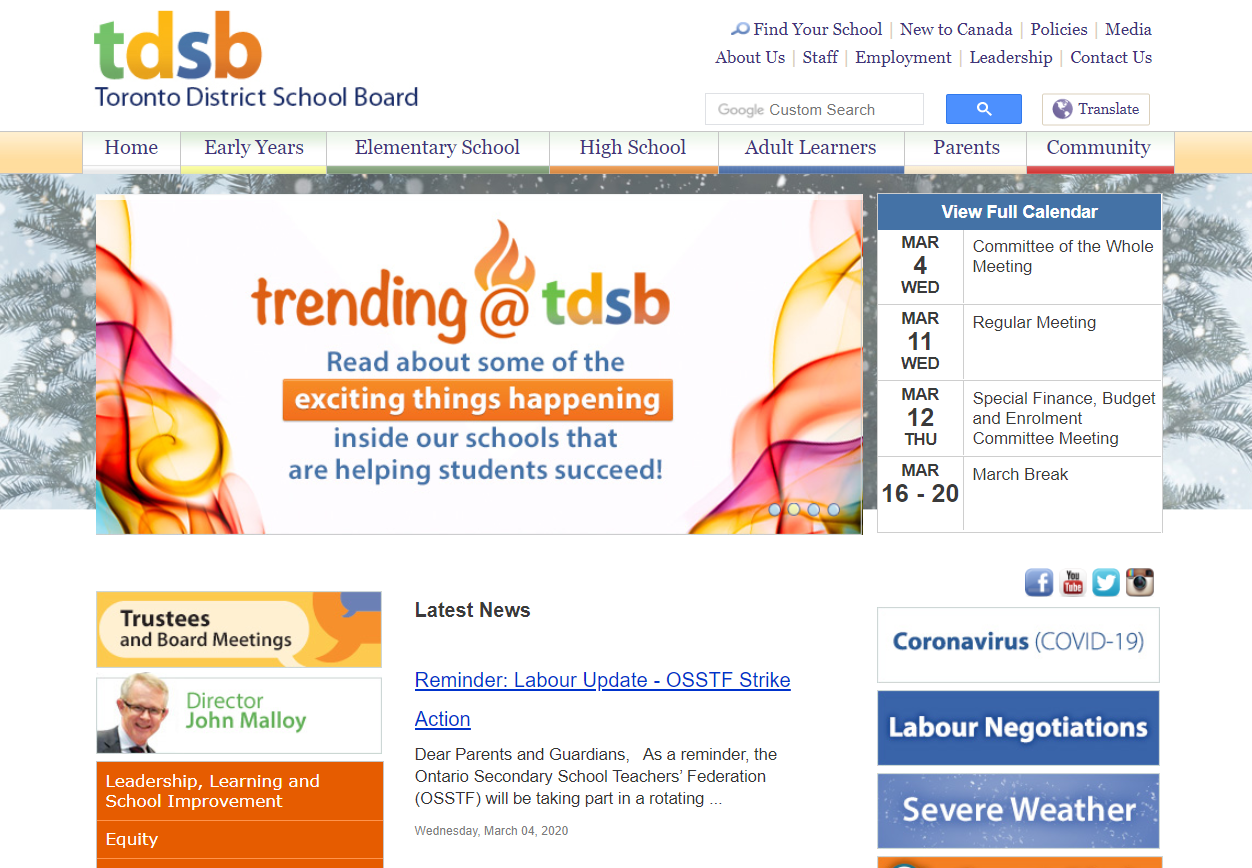 tdsb
Toronto District School Board
Find Your School | New to Canada | Policies | Media
About Us | Staff | Employment | Leadership | Contact Us
Google Custom Search
Translate
Home
Early Years
Elementary School
High School
Adult Learners
Parents
Community
trending@tdsb
Read about some of the
exciting things happening
inside our schools that
are helping students succeed!
View Full Calendar
MAR
4
WED
Committee of the Whole
Meeting
MAR
11
WED
Regular Meeting
MAR
12
THU
Special Finance, Budget
and Enrolment
Committee Meeting
MAR
16 - 20
March Break
Trustees
and Board Meetings
Director
John Malloy
Leadership, Learning and
School Improvement
Equity
Latest News
Reminder: Labour Update - OSSTF Strike
Action
Dear Parents and Guardians,   As a reminder, the
Ontario Secondary School Teachers’ Federation
(OSSTF) will be taking part in a rotating ...
Wednesday, March 04, 2020
You
Tube
Coronavirus (COVID-19)
Labour Negotiations
Severe Weather